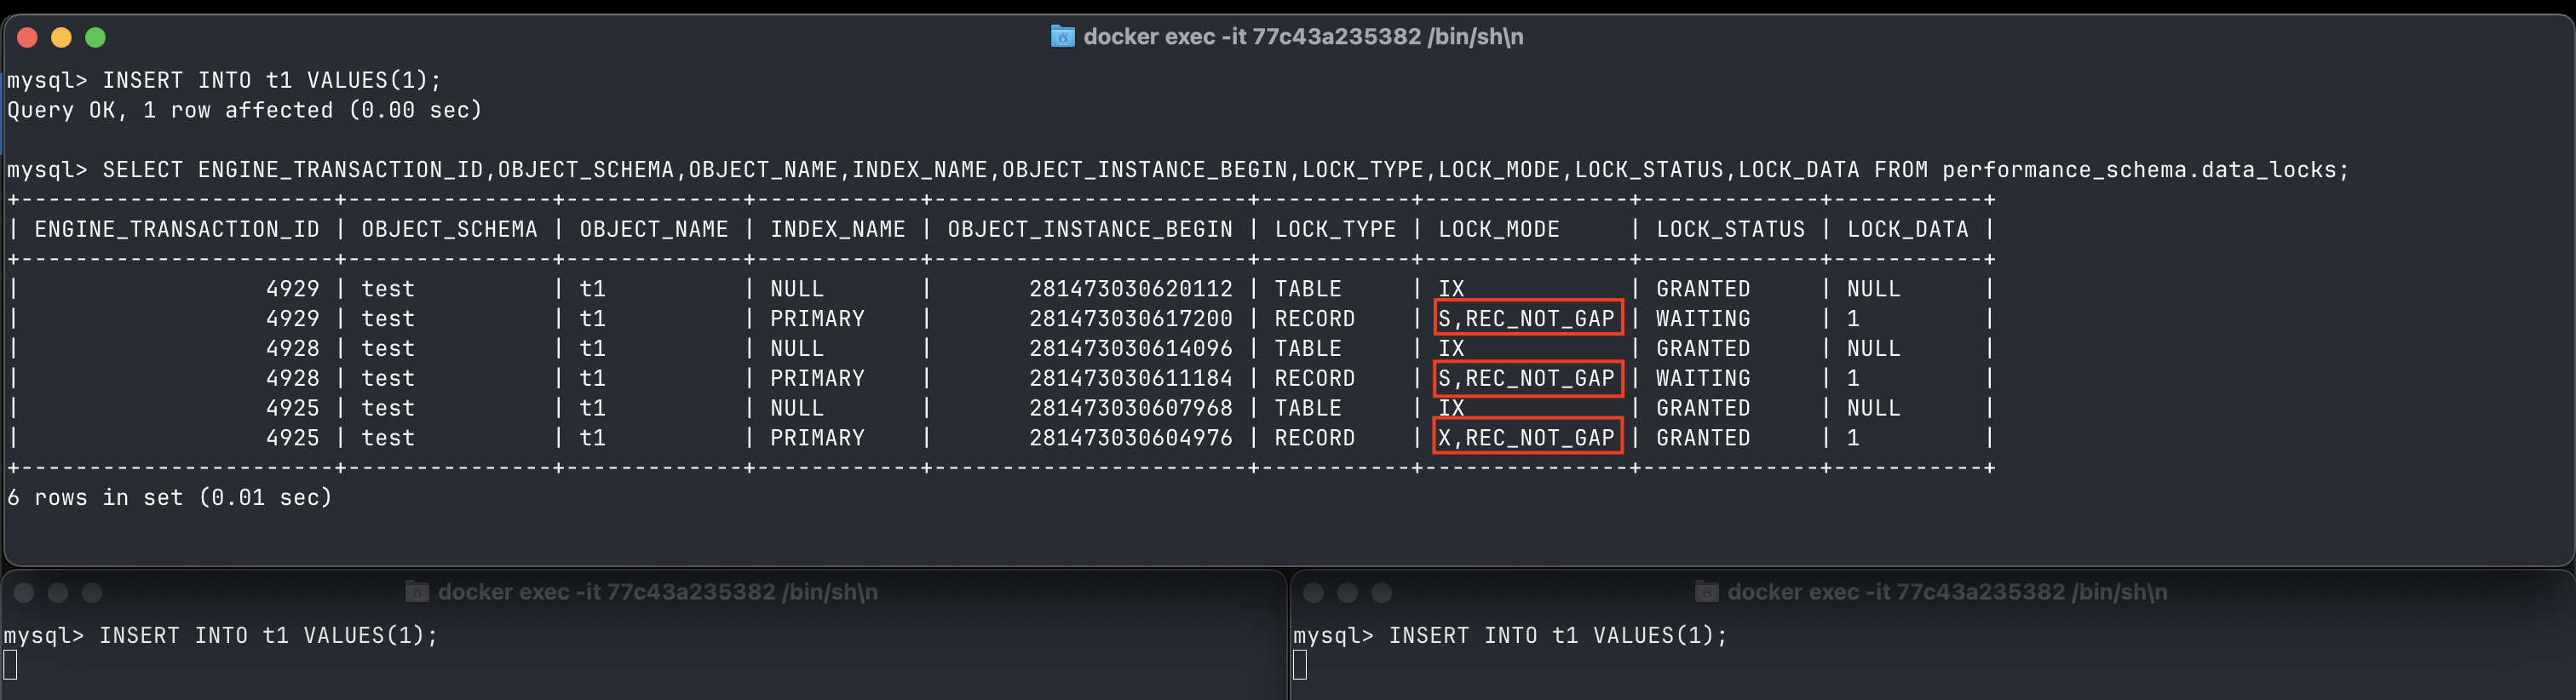 docker exec -it 77c43a235382 /bin/sh\n
mysql> INSERT INTO t1 VALUES(1);
Query OK, 1 row affected (0.00 sec)
mysql> SELECT ENGINE_TRANSACTION_ID,OBJECT_SCHEMA,OBJECT_NAME,INDEX_NAME,OBJECT_INSTANCE_BEGIN,LOCK_TYPE,LOCK_MODE,LOCK_STATUS,LOCK_DATA FROM performance_schema.data_locks;
+-----------------------+---------------+-------------+------------+-----------------------+-----------+---------------+-------------+-----------+
| ENGINE_TRANSACTION_ID | OBJECT_SCHEMA | OBJECT_NAME | INDEX_NAME | OBJECT_INSTANCE_BEGIN | LOCK_TYPE | LOCK_MODE     | LOCK_STATUS | LOCK_DATA |
+-----------------------+---------------+-------------+------------+-----------------------+-----------+---------------+-------------+-----------+
|                  4929 | test          | t1          | NULL       |       281473030620112 | TABLE     | IX            | GRANTED     | NULL      |
|                  4929 | test          | t1          | PRIMARY    |       281473030617200 | RECORD    | S,REC_NOT_GAP | WAITING     | 1         |
|                  4928 | test          | t1          | NULL       |       281473030614096 | TABLE     | IX            | GRANTED     | NULL      |
|                  4928 | test          | t1          | PRIMARY    |       281473030611184 | RECORD    | S,REC_NOT_GAP | WAITING     | 1         |
|                  4925 | test          | t1          | NULL       |       281473030607968 | TABLE     | IX            | GRANTED     | NULL      |
|                  4925 | test          | t1          | PRIMARY    |       281473030604976 | RECORD    | X,REC_NOT_GAP | GRANTED     | 1         |
+-----------------------+---------------+-------------+------------+-----------------------+-----------+---------------+-------------+-----------+
6 rows in set (0.01 sec)
docker exec -it 77c43a235382 /bin/sh\n
mysql> INSERT INTO t1 VALUES(1);
docker exec -it 77c43a235382 /bin/sh\n
mysql> INSERT INTO t1 VALUES(1);